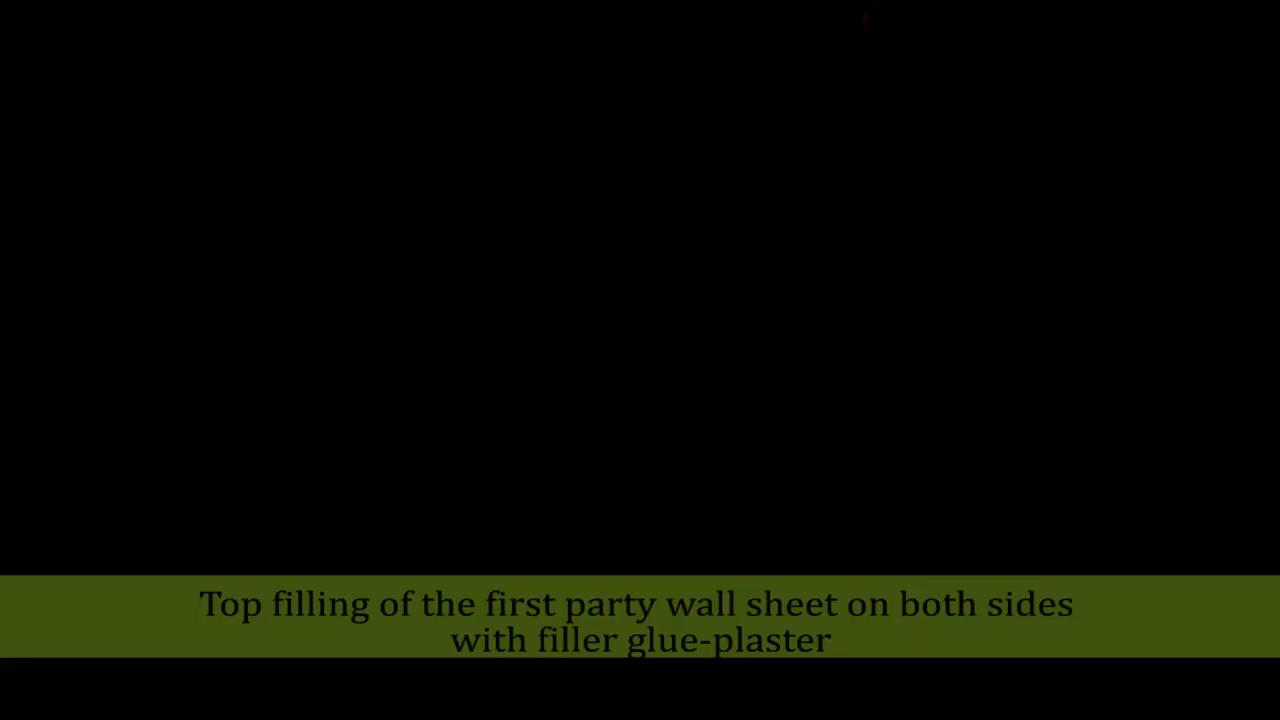 Top filling of the first party wall sheet on both sides
with filler glue-plaster